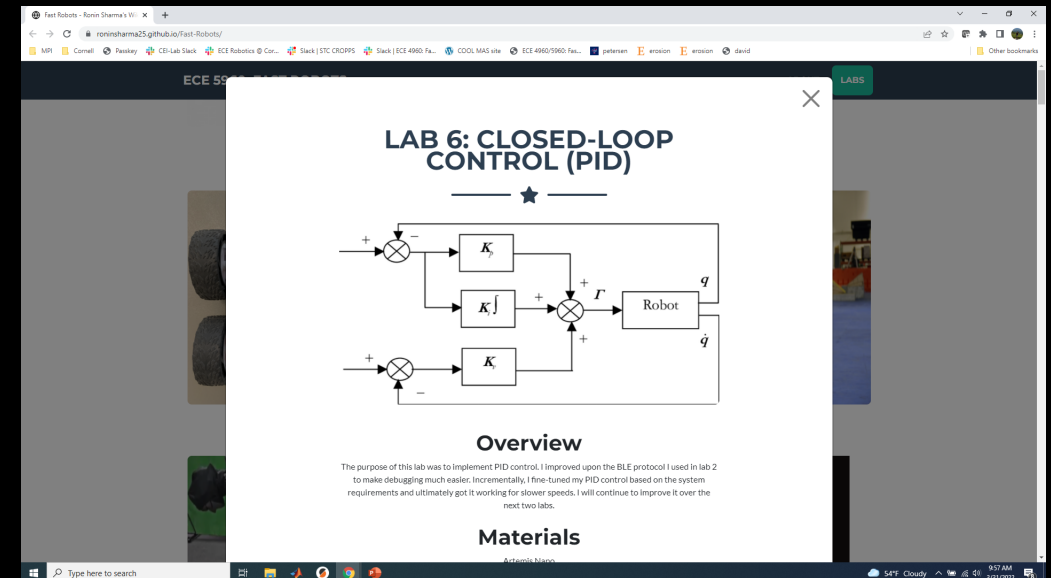 Fast Robots - Ronin Sharma's We
roninsharma25.github.io/Fast-Robots/
MPI Cornell Passkey CEI-Lab Slack ECE Robotics @ Cor... Slack | STC CROPPS Slack | ECE 4960: Fa... COOL MAS site ECE 4960/5960: Fas... petersen erosion erosion david Other bookmarks
ECE 59
LABS
LAB 6: CLOSED-LOOP
CONTROL (PID)
+ −
Kp
q
+ Γ
+
K ∫
Robot
+
q̇
+
Kv
−
Overview
The purpose of this lab was to implement PID control. I improved upon the BLE protocol I used in lab 2
to make debugging much easier. Incrementally, I fine-tuned my PID control based on the system
requirements and ultimately got it working for slower speeds. I will continue to improve it over the
next two labs.
Materials
Artemis Nano
Type here to search
54°F Cloudy
9:57 AM